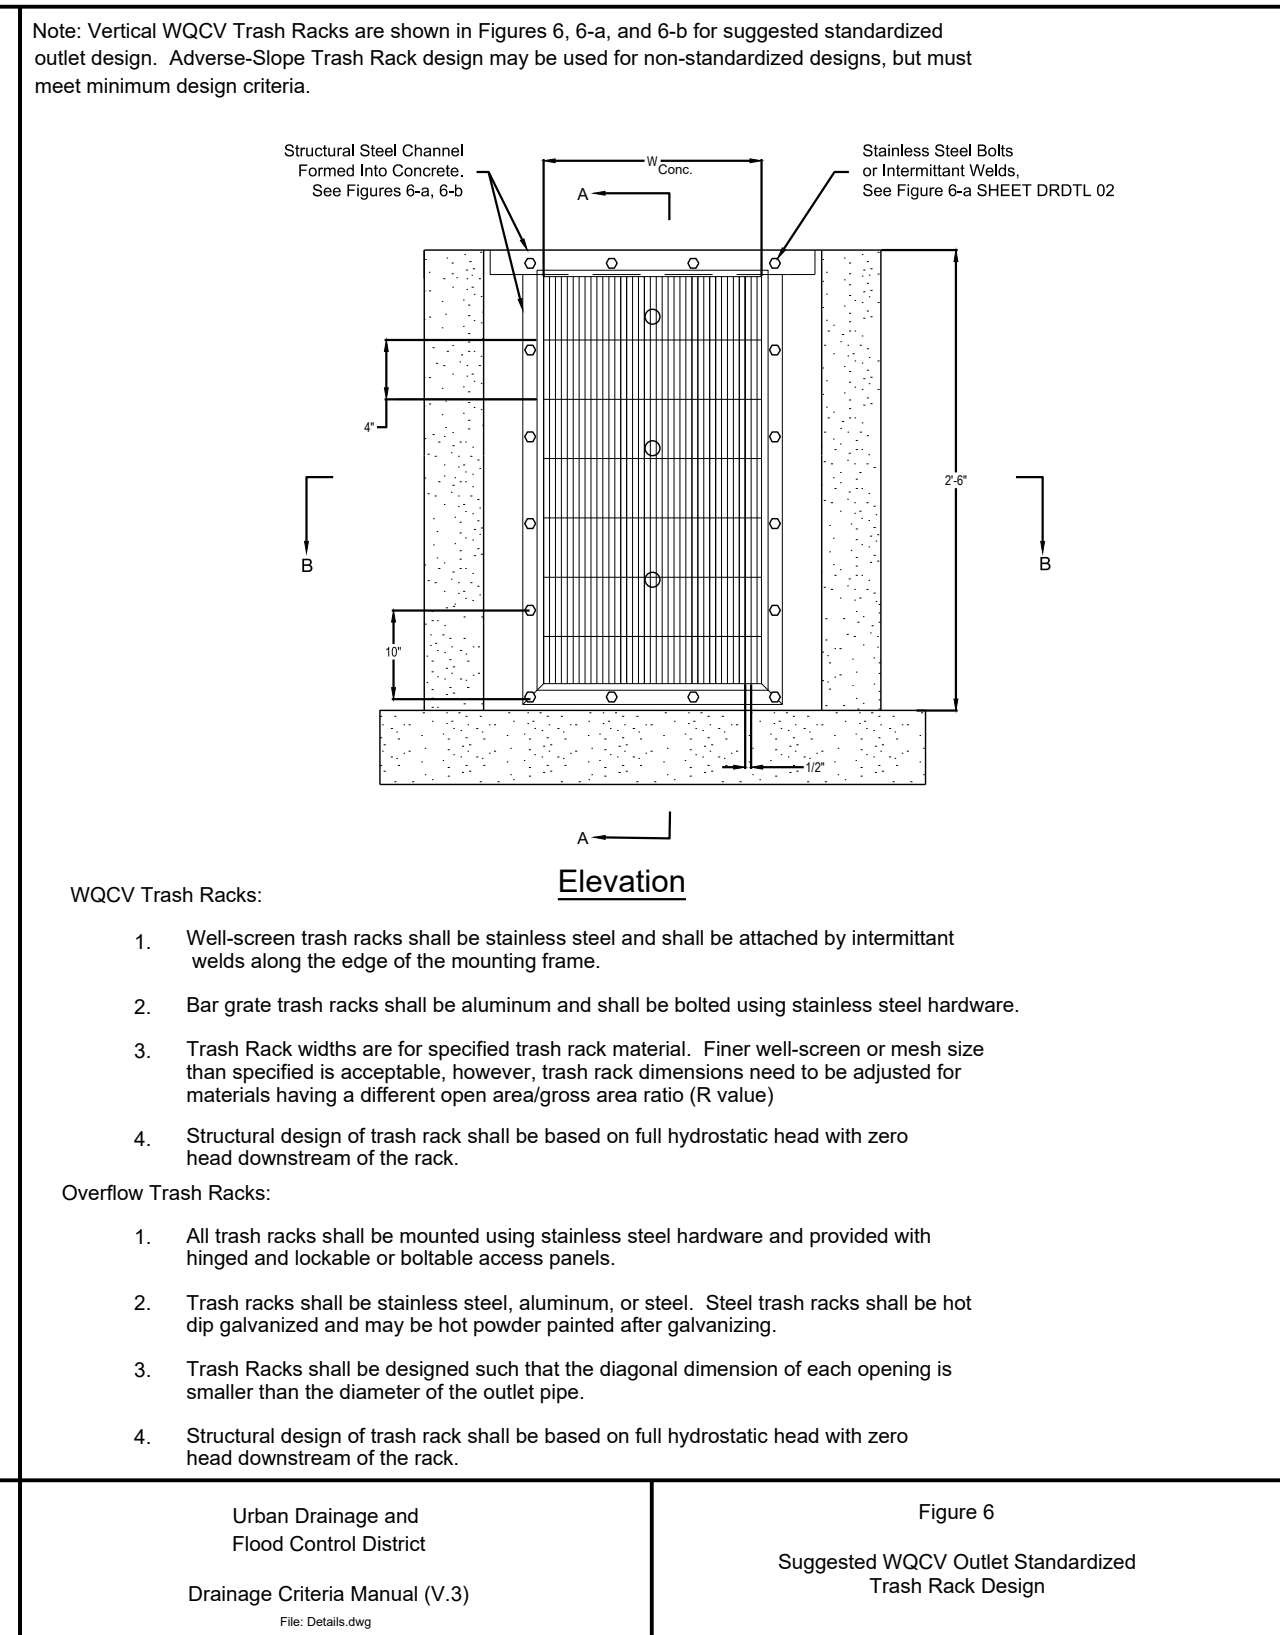 Note: Vertical WQCV Trash Racks are shown in Figures 6, 6-a, and 6-b for suggested standardized
outlet design. Adverse-Slope Trash Rack design may be used for non-standardized designs, but must
meet minimum design criteria.
Structural Steel Channel
Formed Into Concrete.
See Figures 6-a, 6-b
W Conc.
A
Stainless Steel Bolts
or Intermittant Welds,
See Figure 6-a SHEET DRDTL 02
4"
2'-6"
B
B
10"
1/2"
A
Elevation
WQCV Trash Racks:
1. Well-screen trash racks shall be stainless steel and shall be attached by intermittant
welds along the edge of the mounting frame.
2. Bar grate trash racks shall be aluminum and shall be bolted using stainless steel hardware.
3. Trash Rack widths are for specified trash rack material. Finer well-screen or mesh size
than specified is acceptable, however, trash rack dimensions need to be adjusted for
materials having a different open area/gross area ratio (R value)
4. Structural design of trash rack shall be based on full hydrostatic head with zero
head downstream of the rack.
Overflow Trash Racks:
1. All trash racks shall be mounted using stainless steel hardware and provided with
hinged and lockable or boltable access panels.
2. Trash racks shall be stainless steel, aluminum, or steel. Steel trash racks shall be hot
dip galvanized and may be hot powder painted after galvanizing.
3. Trash Racks shall be designed such that the diagonal dimension of each opening is
smaller than the diameter of the outlet pipe.
4. Structural design of trash rack shall be based on full hydrostatic head with zero
head downstream of the rack.
Urban Drainage and
Flood Control District
Drainage Criteria Manual (V.3)
File: Details.dwg
Figure 6
Suggested WQCV Outlet Standardized
Trash Rack Design